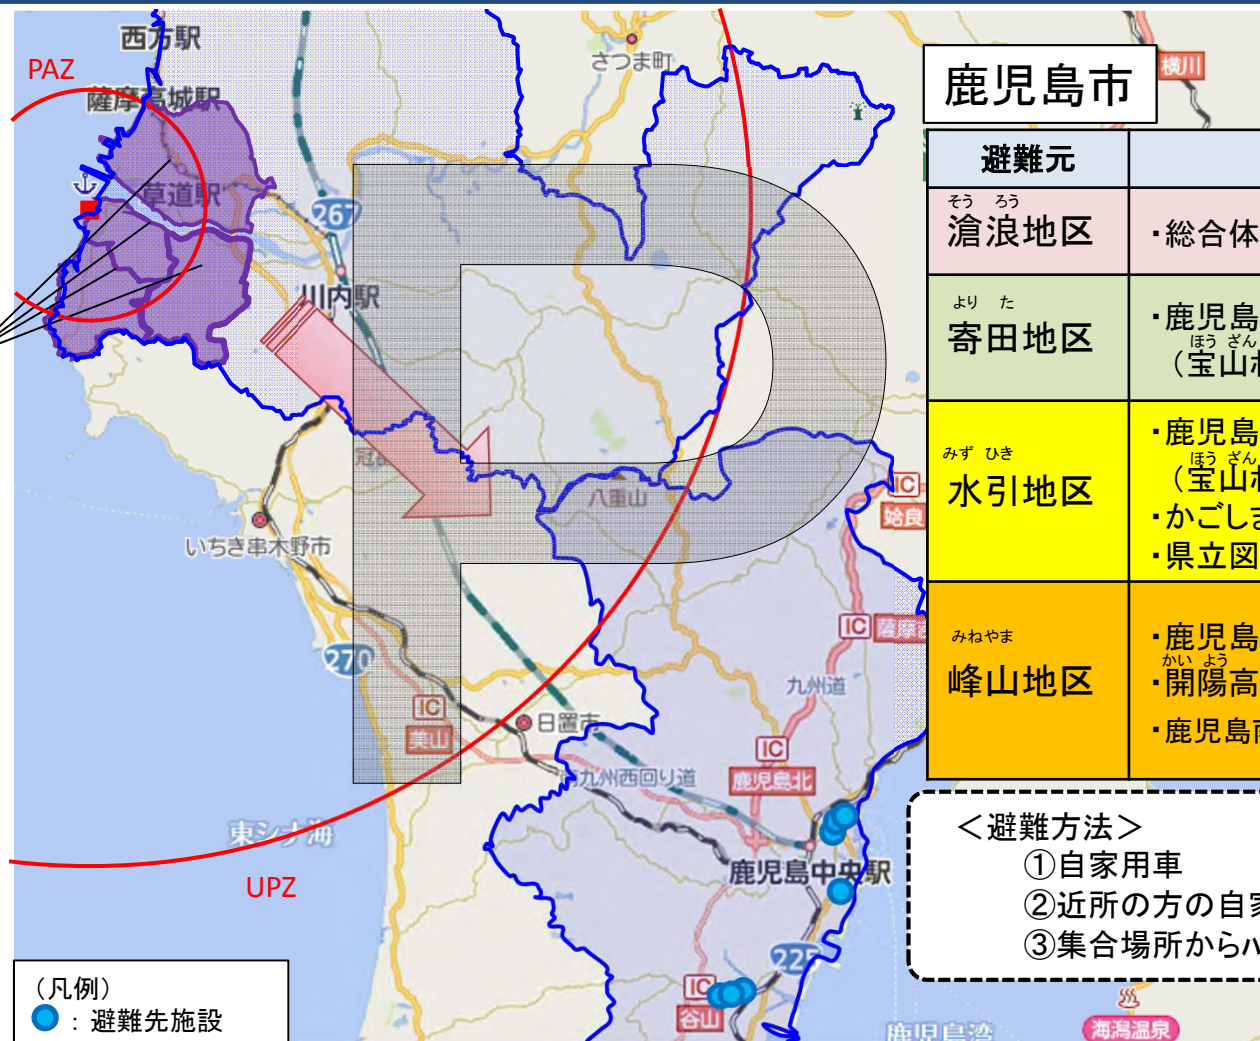 西方駅
PAZ
薩摩高城駅
草道駅
さつま町
横川
267
川内駅
八重山
いちき串木野市
270
IC
美山
日置市
南九州西回り道
九州道
IC
姶良
IC
IC
鹿児島北
鹿児島中央駅
東シナ海
UPZ
225
IC
谷山
鹿児島湾
海潟温泉
鹿児島市
避難元
そう ろう
滄浪地区
・総合体
より た
寄田地区
・鹿児島
ほう ざん
（宝山ホ
みず ひき
水引地区
・鹿児島
ほう ざん
（宝山ホ
・かごしま
・県立図
みねやま
峰山地区
・鹿児島
かい よう
・開陽高
・鹿児島南
＜避難方法＞
①自家用車
②近所の方の自家
③集合場所からバ
（凡例）
：避難先施設